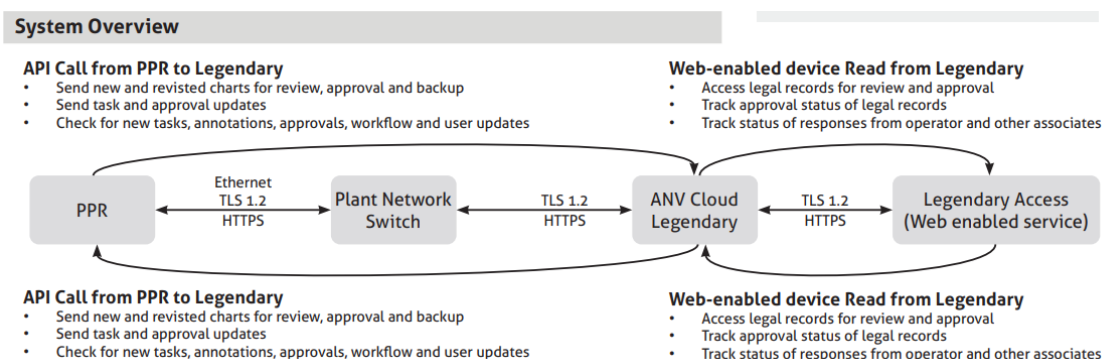 System Overview
API Call from PPR to Legendary
• Send new and revisted charts for review, approval and backup
• Send task and approval updates
• Check for new tasks, annotations, approvals, workflow and user updates
Web-enabled device Read from Legendary
• Access legal records for review and approval
• Track approval status of legal records
• Track status of responses from operator and other associates
PPR
Ethernet
TLS 1.2
HTTPS
Plant Network
Switch
TLS 1.2
HTTPS
ANV Cloud
Legendary
TLS 1.2
HTTPS
Legendary Access
(Web enabled service)
API Call from PPR to Legendary
• Send new and revisted charts for review, approval and backup
• Send task and approval updates
• Check for new tasks, annotations, approvals, workflow and user updates
Web-enabled device Read from Legendary
• Access legal records for review and approval
• Track approval status of legal records
• Track status of responses from operator and other associates